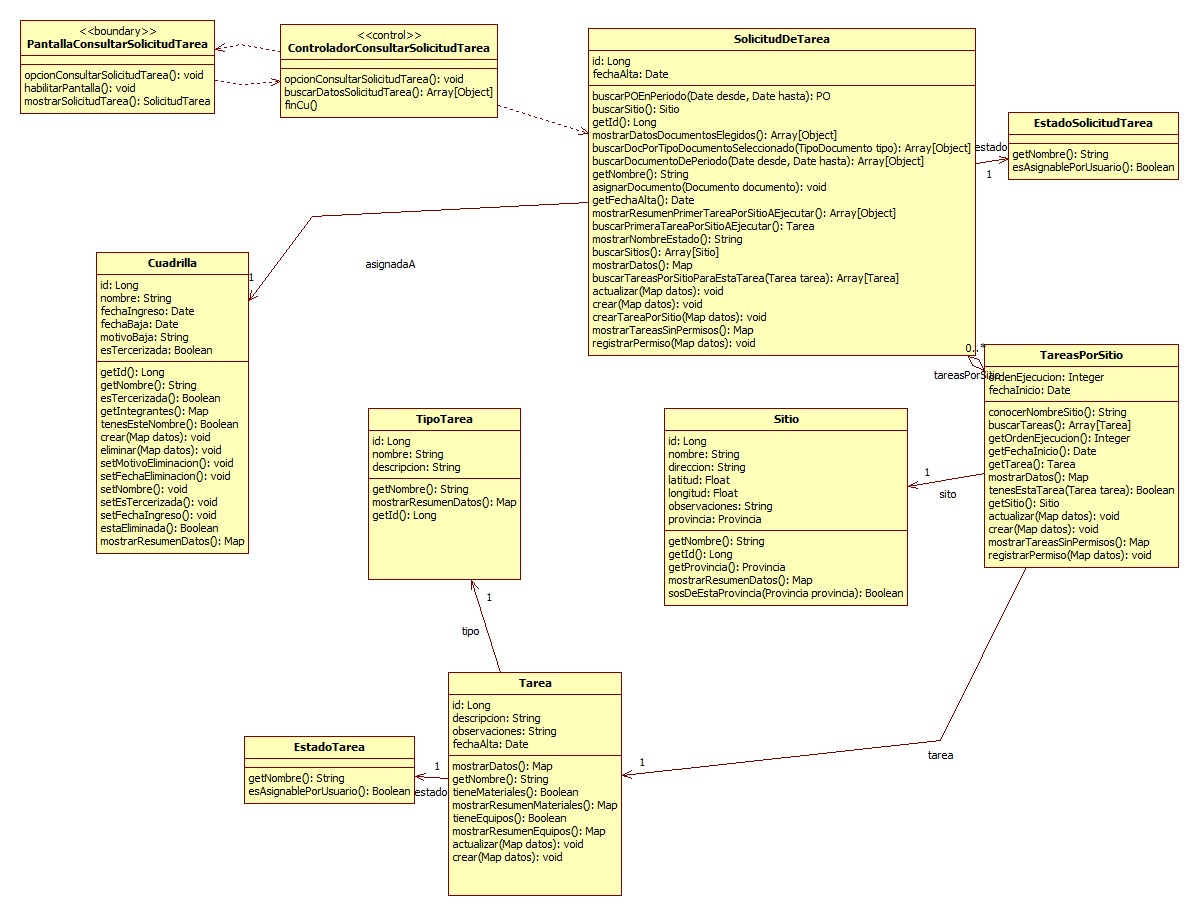 <<boundary>>
PantallaConsultarSolicitudTarea
opcionConsultarSolicitudTarea(): void
habilitarPantalla(): void
mostrarSolicitudTarea(): SolicitudTarea
<<control>>
ControladorConsultarSolicitudTarea
opcionConsultarSolicitudTarea(): void
buscarDatosSolicitudTarea(): Array[Object]
finCu()
SolicitudDeTarea
id: Long
fechaAlta: Date
buscarPOEnPeriodo(Date desde, Date hasta): PO
buscarSitio(): Sitio
getId(): Long
mostrarDatosDocumentosElegidos(): Array[Object]
buscarDocPorTipoDocumentoSeleccionado(TipoDocumento tipo): Array[Object]
buscarDocumentoDePeriodo(Date desde, Date hasta): Array[Object]
getNombre(): String
asignarDocumento(Documento documento): void
getFechaAlta(): Date
mostrarResumenPrimerTareaPorSitioAEjecutar(): Array[Object]
buscarPrimeraTareaPorSitioAEjecutar(): Tarea
mostrarNombreEstado(): String
buscarSitios(): Array[Sitio]
mostrarDatos(): Map
buscarTareasPorSitioParaEstaTarea(Tarea tarea): Array[Tarea]
actualizar(Map datos): void
crear(Map datos): void
crearTareaPorSitio(Map datos): void
mostrarTareasSinPermisos(): Map
registrarPermiso(Map datos): void
estado
1
EstadoSolicitudTarea
getNombre(): String
esAsignablePorUsuario(): Boolean
asignadaA
1
Cuadrilla
id: Long
nombre: String
fechaIngreso: Date
fechaBaja: Date
motivoBaja: String
esTercerizada: Boolean
getId(): Long
getNombre(): String
esTercerizada(): Boolean
getIntegrantes(): Map
tenesEsteNombre(): Boolean
crear(Map datos): void
eliminar(Map datos): void
setMotivoEliminacion(): void
setFechaEliminacion(): void
setNombre(): void
setEsTercerizada(): void
setFechaIngreso(): void
estaEliminada(): Boolean
mostrarResumenDatos(): Map
0..*
tareasPorSitio
TareasPorSitio
ordenEjecucion: Integer
fechaInicio: Date
conocerNombreSitio(): String
buscarTareas(): Array[Tarea]
getOrdenEjecucion(): Integer
getFechaInicio(): Date
getTarea(): Tarea
mostrarDatos(): Map
tenesEstaTarea(Tarea tarea): Boolean
getSitio(): Sitio
actualizar(Map datos): void
crear(Map datos): void
mostrarTareasSinPermisos(): Map
registrarPermiso(Map datos): void
TipoTarea
id: Long
nombre: String
descripcion: String
getNombre(): String
mostrarResumenDatos(): Map
getId(): Long
Sitio
id: Long
nombre: String
direccion: String
latitud: Float
longitud: Float
observaciones: String
provincia: Provincia
getNombre(): String
getId(): Long
getProvincia(): Provincia
mostrarResumenDatos(): Map
sosDeEstaProvincia(Provincia provincia): Boolean
1
sito
1
tipo
Tarea
id: Long
descripcion: String
observaciones: String
fechaAlta: Date
mostrarDatos(): Map
getNombre(): String
tieneMateriales(): Boolean
mostrarResumenMateriales(): Map
tieneEquipos(): Boolean
mostrarResumenEquipos(): Map
actualizar(Map datos): void
crear(Map datos): void
EstadoTarea
getNombre(): String
esAsignablePorUsuario(): Boolean
1
estado
1
tarea